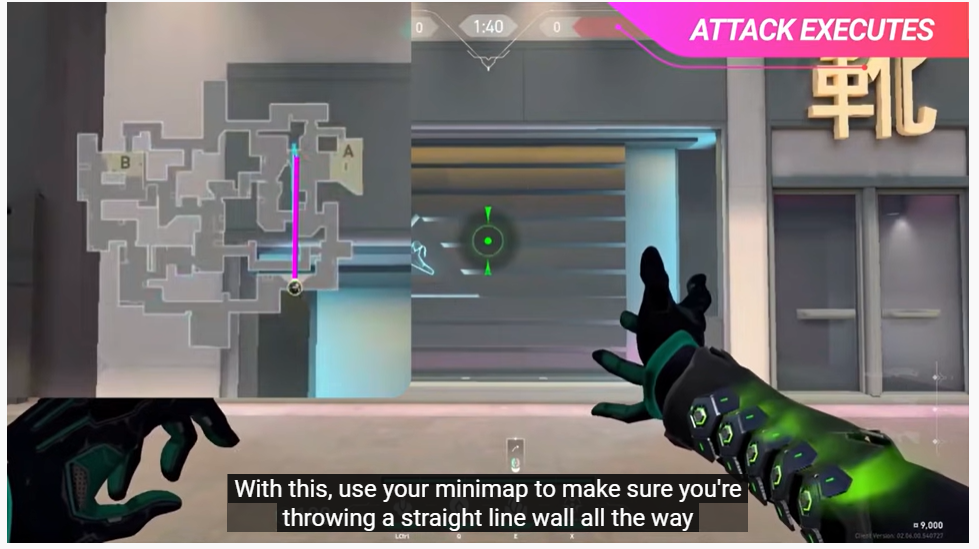 ATTACK EXECUTES
0
1:40
0
靴
B
A
With this, use your minimap to make sure you're
throwing a straight line wall all the way
9,000